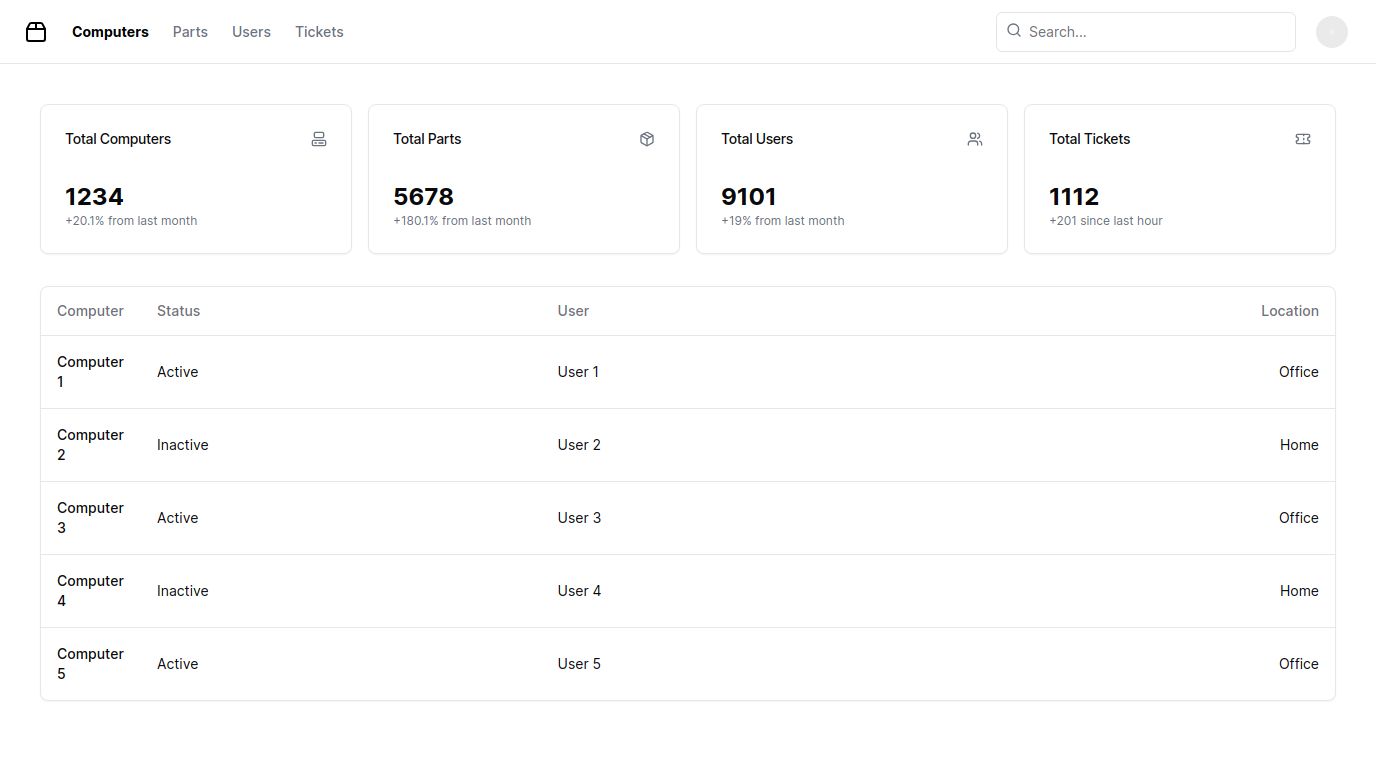 Computers Parts Users Tickets Search...
Total Computers Total Parts Total Users Total Tickets
1234 5678 9101 1112
+20.1% from last month +180.1% from last month +19% from last month +201 since last hour
Computer Status User Location
Computer
1 Active User 1 Office
Computer
2 Inactive User 2 Home
Computer
3 Active User 3 Office
Computer
4 Inactive User 4 Home
Computer
5 Active User 5 Office